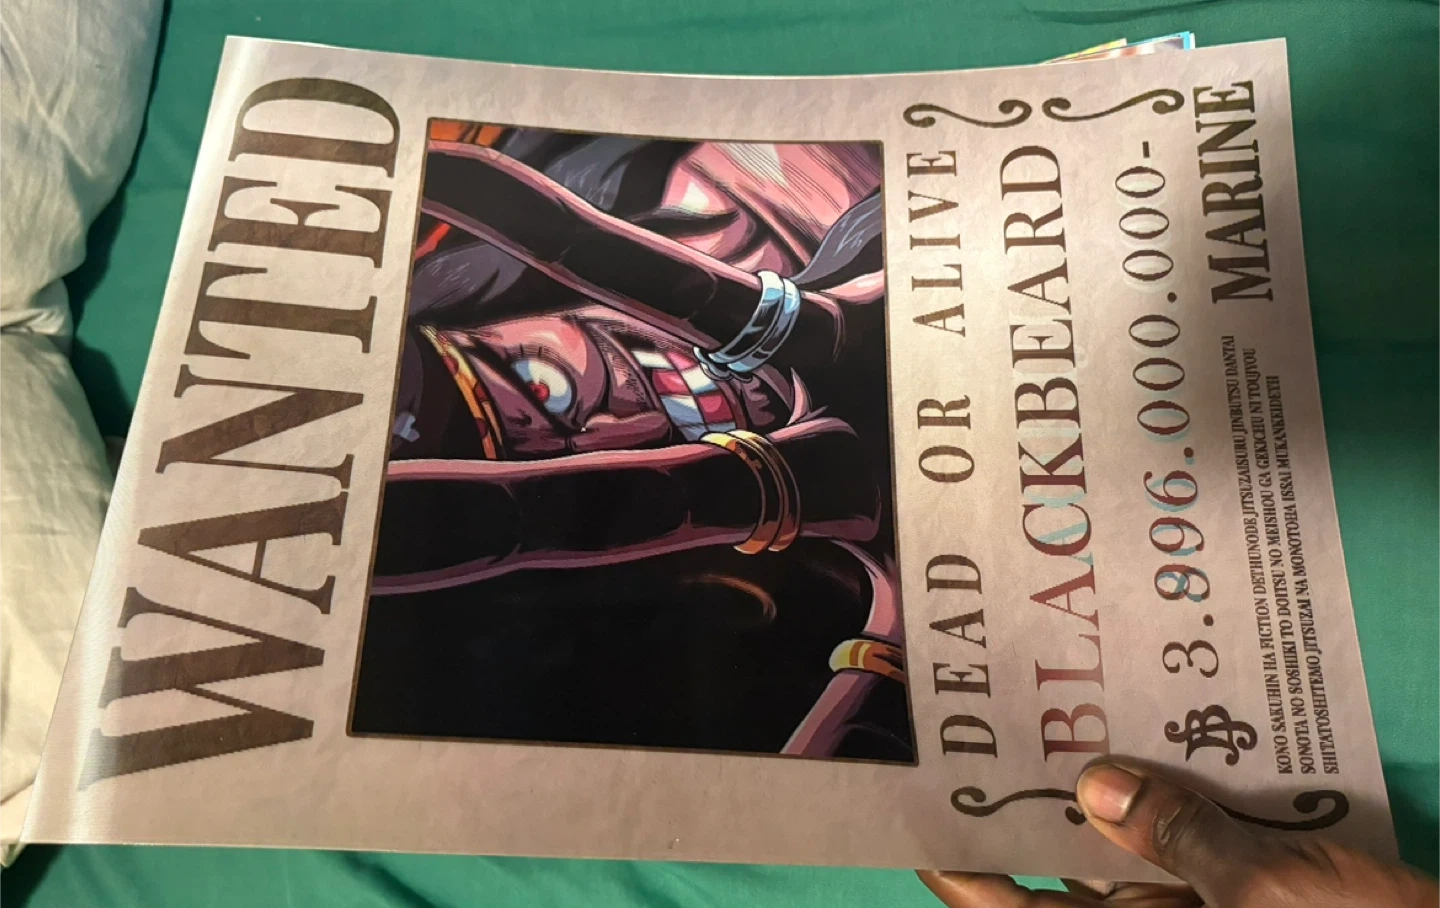 WANTED
DEAD OR ALIVE
BLACKBEARD
3.996.000.000-
KONO SAKUHIN HA FICTION DETHUNODE JITSUZAISURU JINBUTSU DANTAI
SONOTA NO SOSHIKI TO DOITSU NO MEISHOU GA GEKICHU NI TOUJYOU
SHITATOSHITEMO JITSUZAI NA MONOTOHA ISSAI MUKANKEIDETH
MARINE